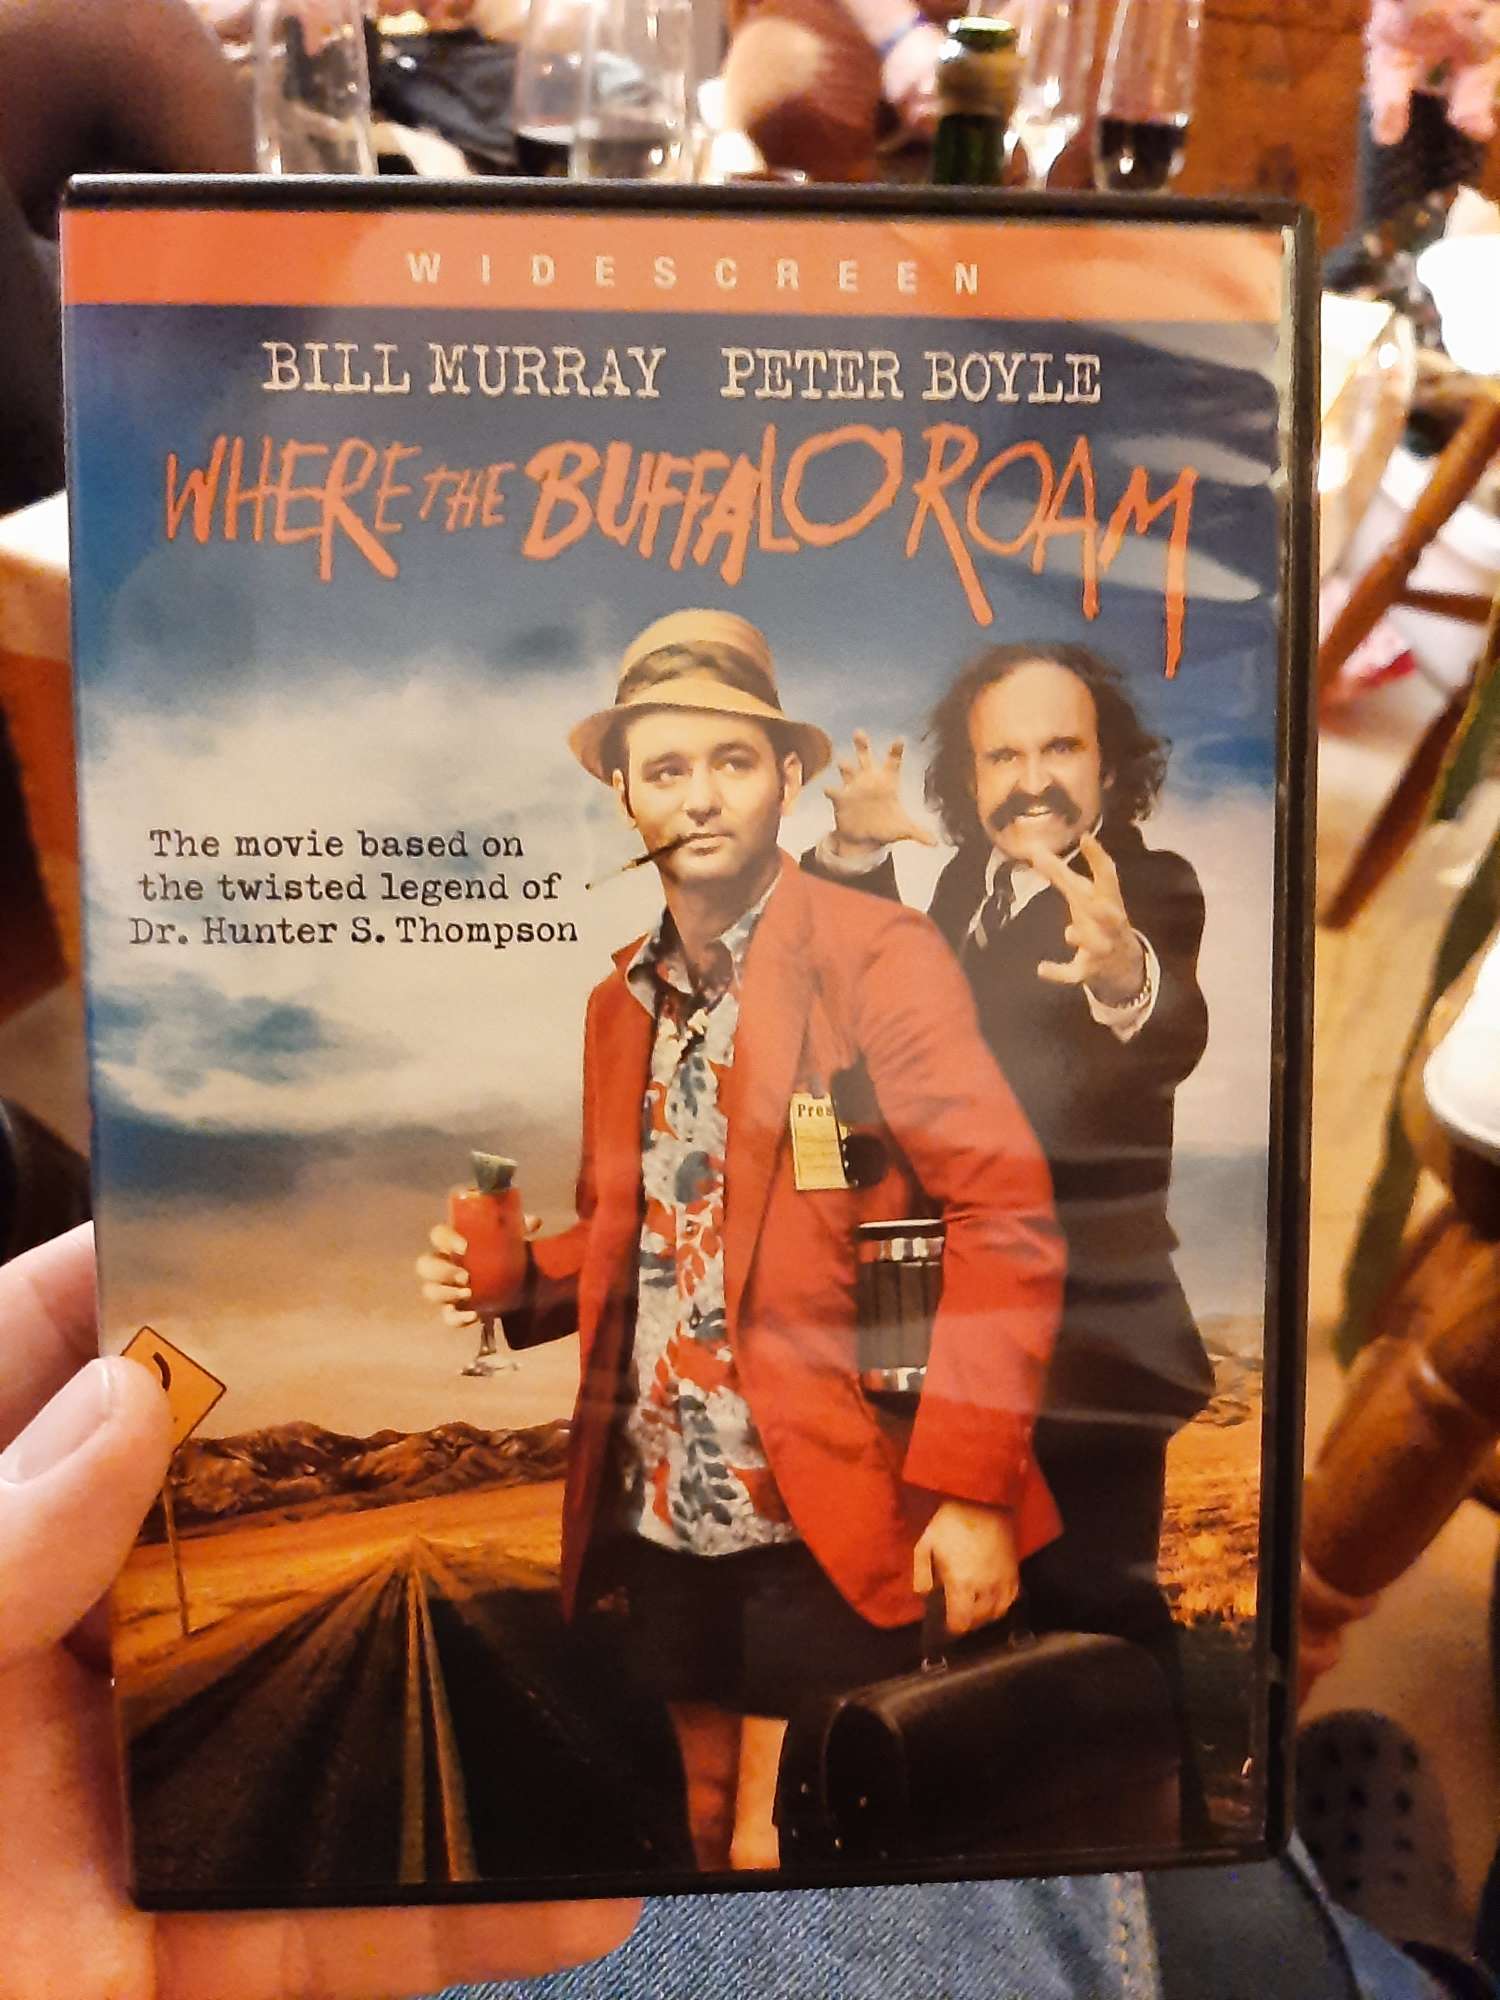 WIDESCREEN
BILL MURRAY PETER BOYLE
WHERE THE BUFFALO ROAM
The movie based on
the twisted legend of
Dr. Hunter S. Thompson